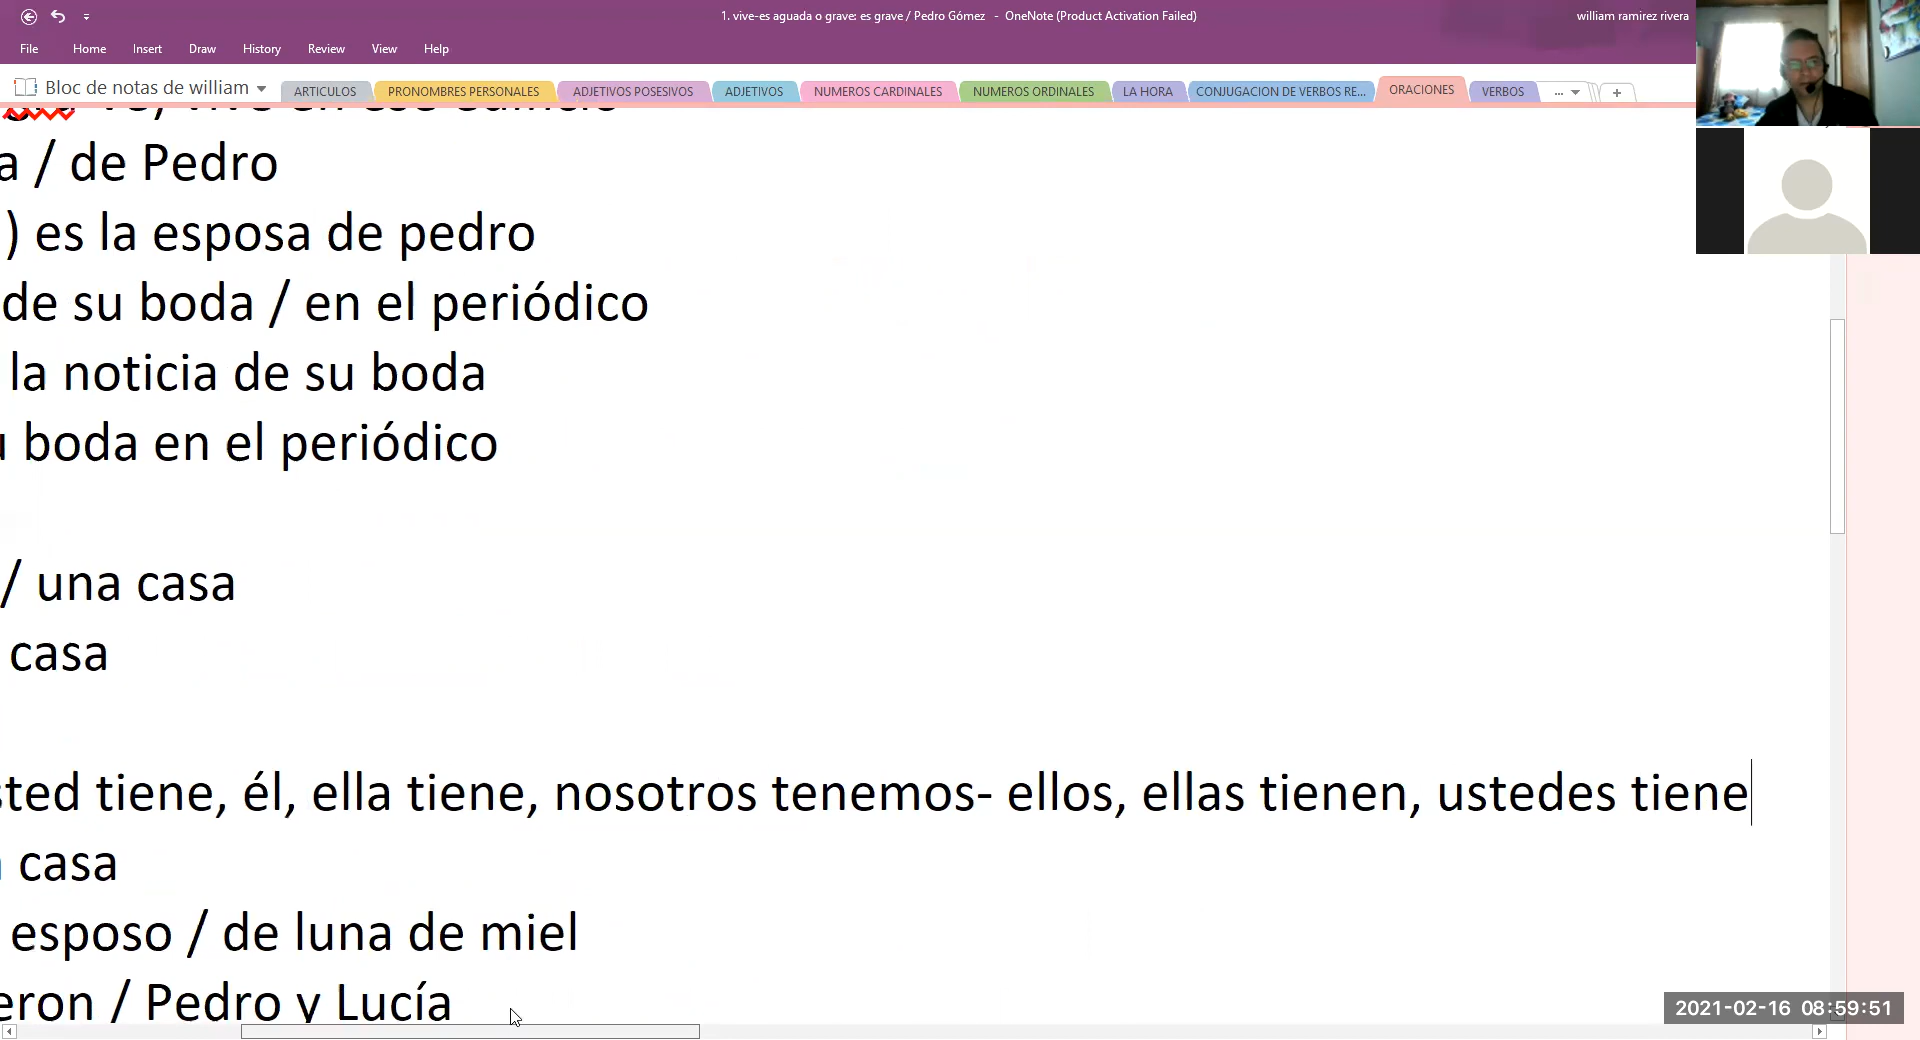 1. vive-es aguada o grave: es grave / Pedro Gómez - OneNote (Product Activation Failed)
william ramirez rivera
File Home Insert Draw History Review View Help
Bloc de notas de william
ARTICULOS PRONOMBRES PERSONALES ADJETIVOS POSESIVOS ADJETIVOS NUMEROS CARDINALES NUMEROS ORDINALES LA HORA CONJUGACION DE VERBOS RE... ORACIONES VERBOS ...
a / de Pedro
) es la esposa de pedro
de su boda / en el periódico
la noticia de su boda
boda en el periódico
/ una casa
casa
sted tiene, él, ella tiene, nosotros tenemos- ellos, ellas tienen, ustedes tiene
casa
esposo / de luna de miel
eron / Pedro y Lucía
2021-02-16 08:59:51